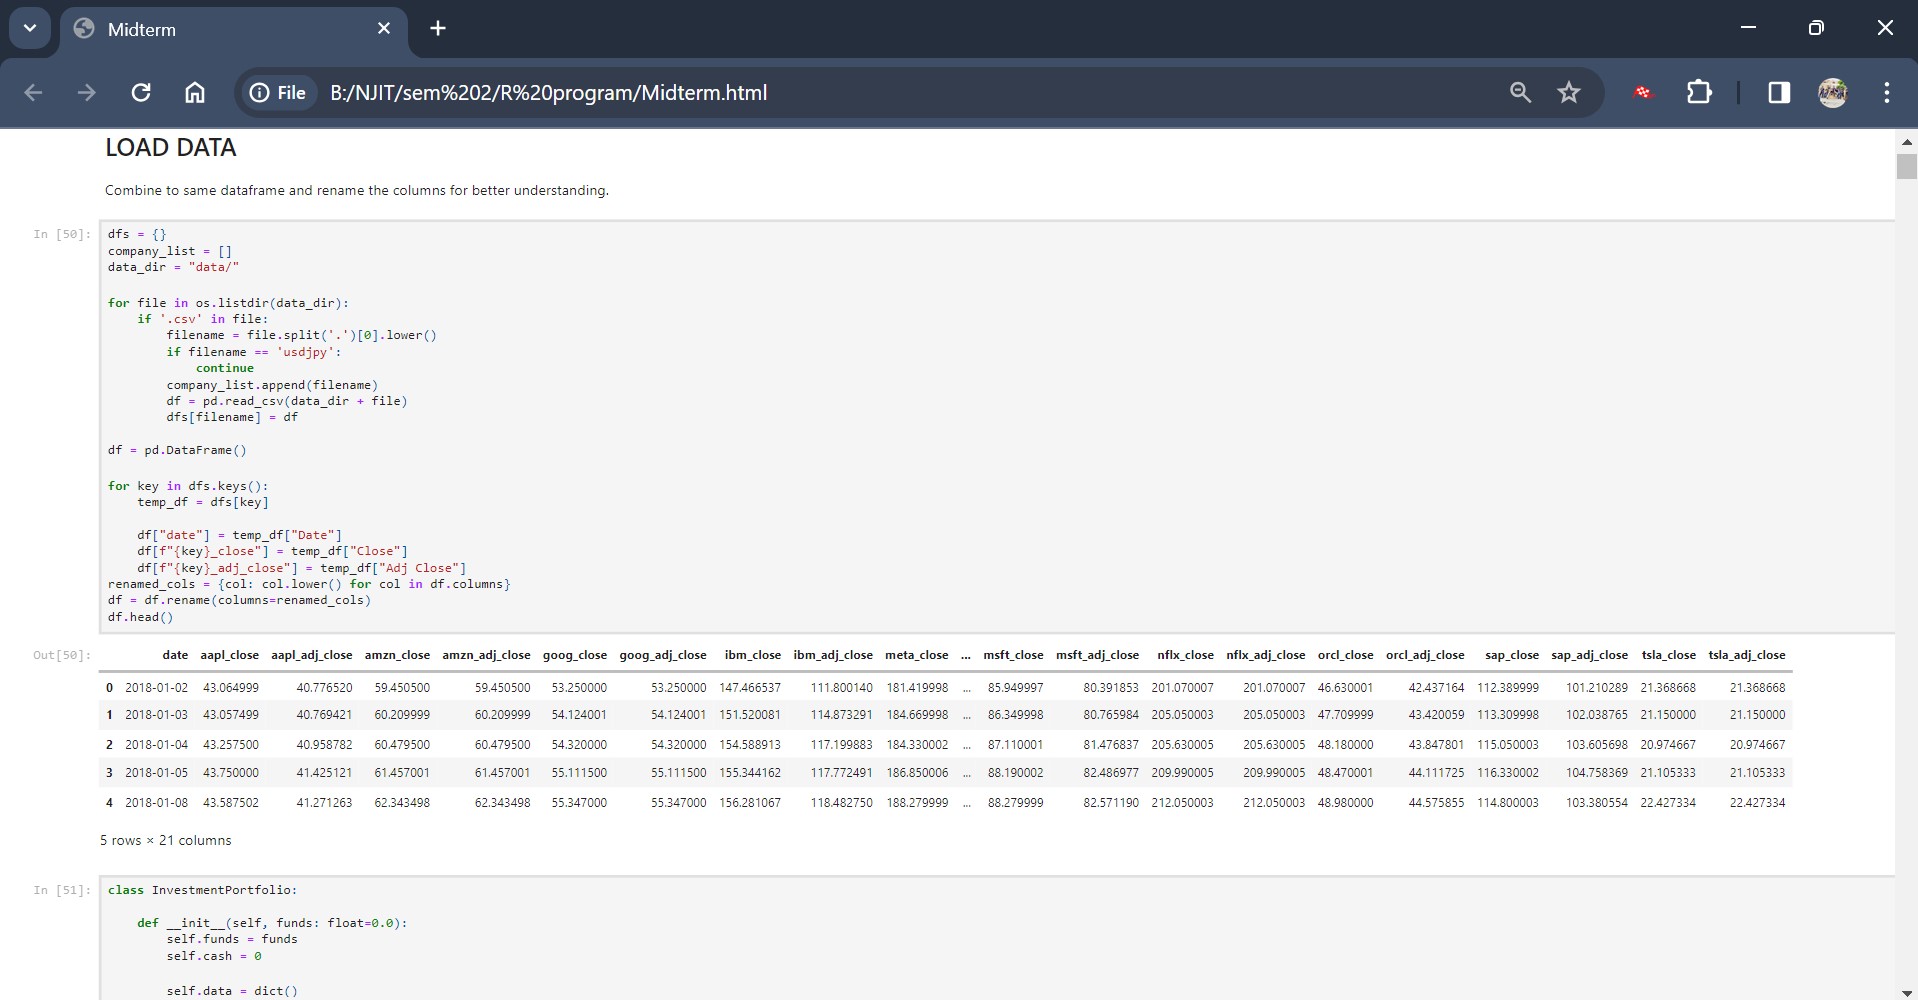 Midterm
File B:/NJIT/sem%202/R%20program/Midterm.html
LOAD DATA
Combine to same dataframe and rename the columns for better understanding.
In [50]:
dfs = {}
company_list = []
data_dir = "data/"
for file in os.listdir(data_dir):
    if '.csv' in file:
        filename = file.split('.')[0].lower()
        if filename == 'usdjpy':
            continue
        company_list.append(filename)
        df = pd.read_csv(data_dir + file)
        dfs[filename] = df
df = pd.DataFrame()
for key in dfs.keys():
    temp_df = dfs[key]
    df["date"] = temp_df["Date"]
    df[f"{key}_close"] = temp_df["Close"]
    df[f"{key}_adj_close"] = temp_df["Adj Close"]
renamed_cols = {col: col.lower() for col in df.columns}
df = df.rename(columns=renamed_cols)
df.head()
Out[50]:
date aapl_close aapl_adj_close amzn_close amzn_adj_close goog_close goog_adj_close ibm_close ibm_adj_close meta_close ... msft_close msft_adj_close nflx_close nflx_adj_close orcl_close orcl_adj_close sap_close sap_adj_close tsla_close tsla_adj_close
0 2018-01-02 43.064999 40.776520 59.450500 59.450500 53.250000 53.250000 147.466537 111.800140 181.419998 ... 85.949997 80.391853 201.070007 201.070007 46.630001 42.437164 112.389999 101.210289 21.368668 21.368668
1 2018-01-03 43.057499 40.769421 60.209999 60.209999 54.124001 54.124001 151.520081 114.873291 184.669998 ... 86.349998 80.765984 205.050003 205.050003 47.709999 43.420059 113.309998 102.038765 21.150000 21.150000
2 2018-01-04 43.257500 40.958782 60.479500 60.479500 54.320000 54.320000 154.588913 117.199883 184.330002 ... 87.110001 81.476837 205.630005 205.630005 48.180000 43.847801 115.050003 103.605698 20.974667 20.974667
3 2018-01-05 43.750000 41.425121 61.457001 61.457001 55.111500 55.111500 155.344162 117.772491 186.850006 ... 88.190002 82.486977 209.990005 209.990005 48.470001 44.111725 116.330002 104.758369 21.105333 21.105333
4 2018-01-08 43.587502 41.271263 62.343498 62.343498 55.347000 55.347000 156.281067 118.482750 188.279999 ... 88.279999 82.571190 212.050003 212.050003 48.980000 44.575855 114.800003 103.380554 22.427334 22.427334
5 rows × 21 columns
In [51]:
class InvestmentPortfolio:
    def __init__(self, funds: float=0.0):
        self.funds = funds
        self.cash = 0
        self.data = dict()